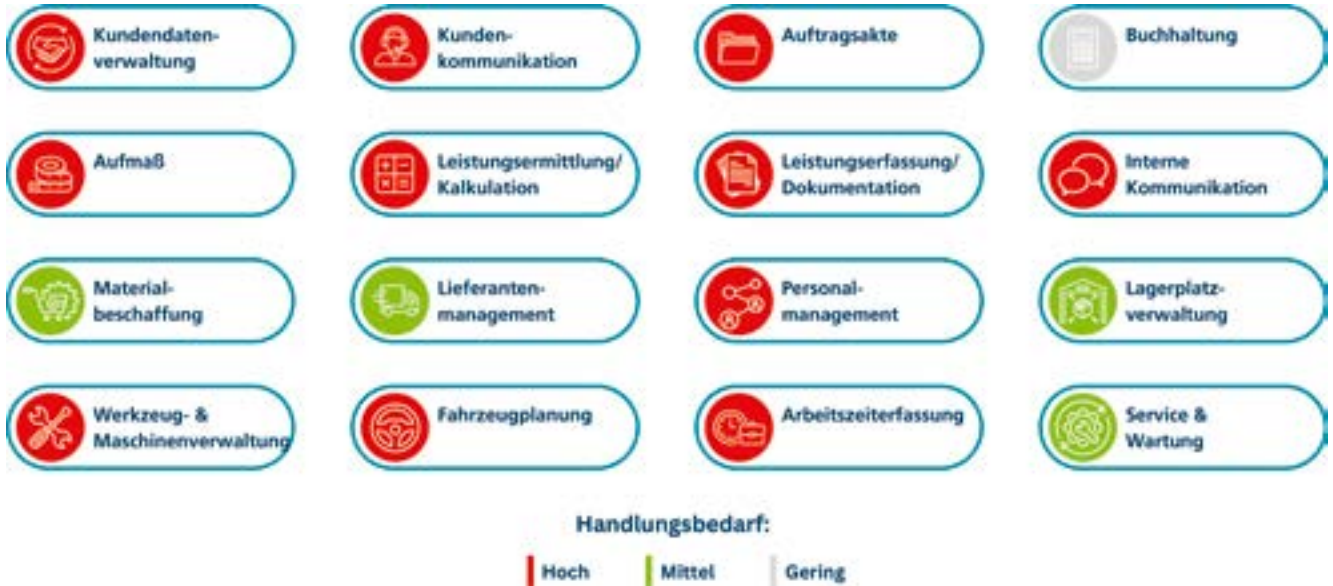 Kundendaten-
verwaltung
Kunden-
kommunikation
Auftragsakte
Buchhaltung
Aufmaß
Leistungsermittlung/
Kalkulation
Leistungserfassung/
Dokumentation
Interne
Kommunikation
Material-
beschaffung
Lieferanten-
management
Personal-
management
Lagerplatz-
verwaltung
Werkzeug- &
Maschinenverwaltung
Fahrzeugplanung
Arbeitszeiterfassung
Service &
Wartung
Handlungsbedarf:
Hoch
Mittel
Gering